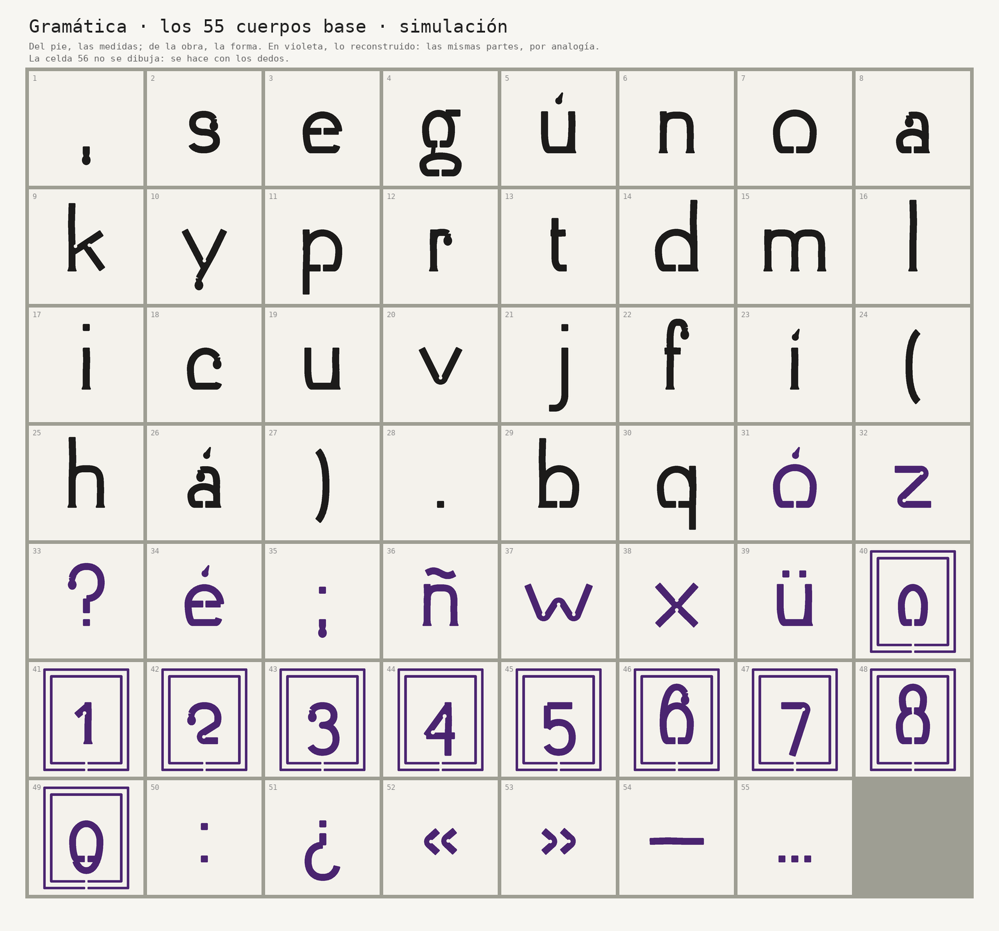 Gramática · los 55 cuerpos base · simulación
Del pie, las medidas; de la obra, la forma. En violeta, lo reconstruido: las mismas partes, por analogía.
La celda 56 no se dibuja: se hace con los dedos.
1 2 3 4 5 6 7 8
, s e g ú n o a
9 10 11 12 13 14 15 16
k y p r t d m l
17 18 19 20 21 22 23 24
i c u v j f í (
25 26 27 28 29 30 31 32
h á ) . b q ó z
33 34 35 36 37 38 39 40
? é ; ñ w x ü 0
41 42 43 44 45 46 47 48
1 2 3 4 5 6 7 8
49 50 51 52 53 54 55
9 : ¿ « » — …